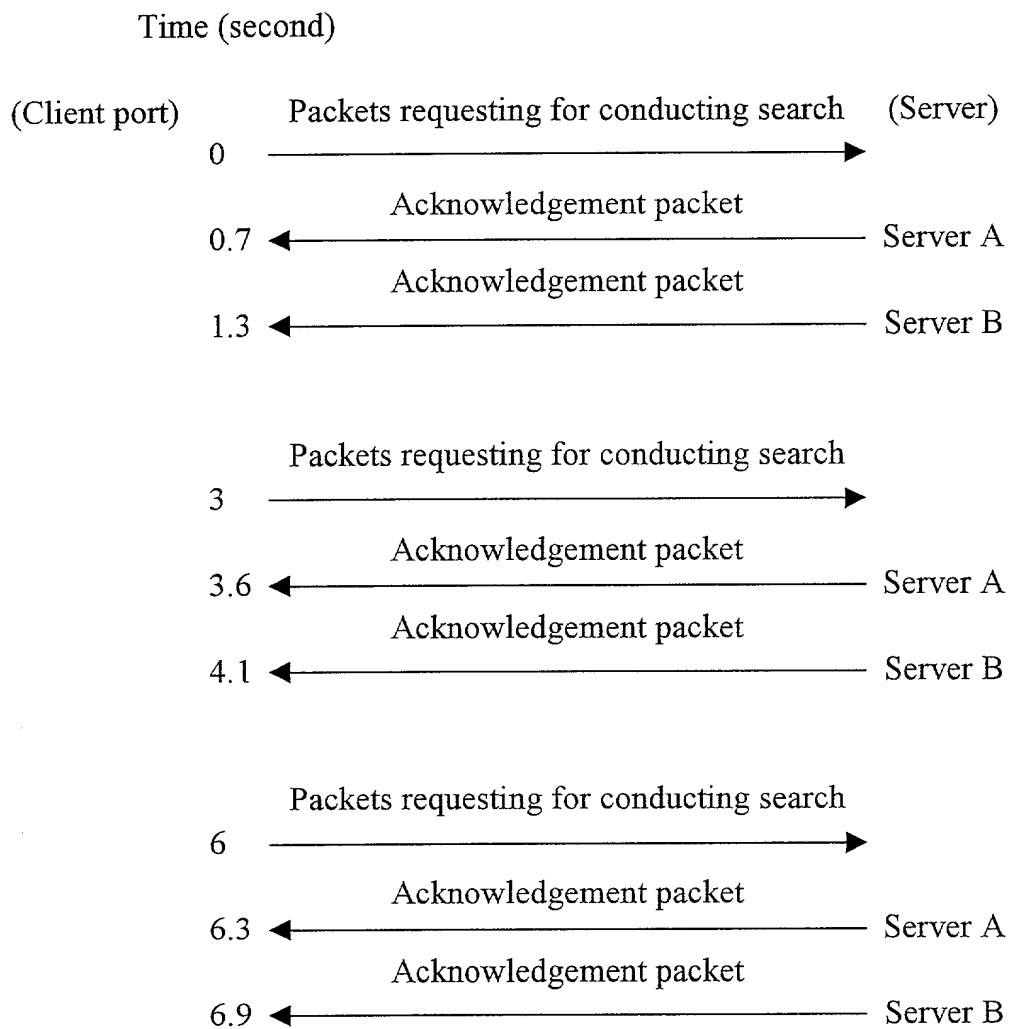 Time (second)
(Client port) Packets requesting for conducting search (Server)
0
Acknowledgement packet
0.7 Server A
Acknowledgement packet
1.3 Server B
Packets requesting for conducting search
3
Acknowledgement packet
3.6 Server A
Acknowledgement packet
4.1 Server B
Packets requesting for conducting search
6
Acknowledgement packet
6.3 Server A
Acknowledgement packet
6.9 Server B